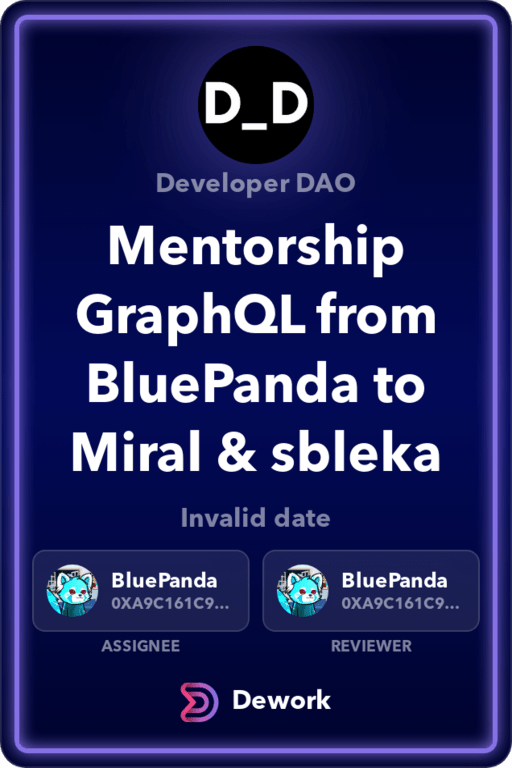 D_D
Developer DAO
Mentorship
GraphQL from
BluePanda to
Miral & sbleka
Invalid date
BluePanda
0XA9C161C9...
BluePanda
0XA9C161C9...
ASSIGNEE
REVIEWER
Dework